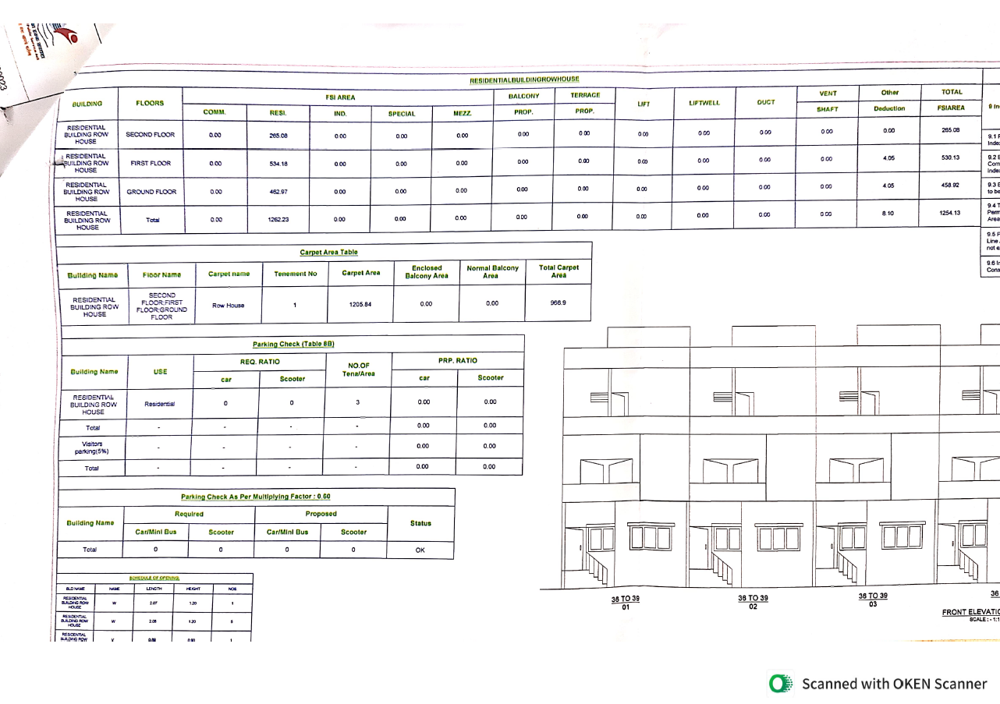 RESIDENTIALBUILDINGROWHOUSE
BUILDING FLOORS FSI AREA BALCONY TERRACE LIFT LIFTWELL DUCT VENT Other TOTAL
COMM. RESI. IND. SPECIAL MEZZ. PROP. PROP. SHAFT Deduction FSIAREA
RESIDENTIAL BUILDING ROW HOUSE SECOND FLOOR 0.00 265.08 0.00 0.00 0.00 0.00 0.00 0.00 0.00 0.00 0.00 0.00 265.08
RESIDENTIAL BUILDING ROW HOUSE FIRST FLOOR 0.00 534.18 0.00 0.00 0.00 0.00 0.00 0.00 0.00 0.00 0.00 4.05 530.13
RESIDENTIAL BUILDING ROW HOUSE GROUND FLOOR 0.00 462.97 0.00 0.00 0.00 0.00 0.00 0.00 0.00 0.00 0.00 4.05 458.92
RESIDENTIAL BUILDING ROW HOUSE Total 0.00 1262.23 0.00 0.00 0.00 0.00 0.00 0.00 0.00 0.00 0.00 8.10 1254.13
Carpet Area Table
Building Name Floor Name Carpet name Tenement No Carpet Area Enclosed Balcony Area Normal Balcony Area Total Carpet Area
RESIDENTIAL BUILDING ROW HOUSE SECOND FLOOR:FIRST FLOOR:GROUND FLOOR Row House 1 1205.84 0.00 0.00 966.9
Parking Check (Table 8B)
Building Name USE REQ. RATIO NO.OF Tena/Area PRP. RATIO
car Scooter car Scooter
RESIDENTIAL BUILDING ROW HOUSE Residential 0 0 3 0.00 0.00
Total - - - - 0.00 0.00
Visitors parking(5%) - - - - 0.00 0.00
Total - - - - 0.00 0.00
Parking Check As Per Multiplying Factor : 0.60
Building Name Required Proposed Status
Car/Mini Bus Scooter Car/Mini Bus Scooter
Total 0 0 0 0 OK
SCHEDULE OF OPENING:
BLD NAME NAME LENGTH HEIGHT NOS
RESIDENTIAL BUILDING ROW HOUSE W 2.07 1.20 1
RESIDENTIAL BUILDING ROW HOUSE W 2.08 1.20 5
RESIDENTIAL BUILDING ROW V
9.1
9.2
9.3
to be
9.4
Area
9.5
Line
9.6
36 TO 39
01
36 TO 39
02
36 TO 39
03
36
FRONT ELEVATIO
SCALE : - 1:1
Scanned with OKEN Scanner